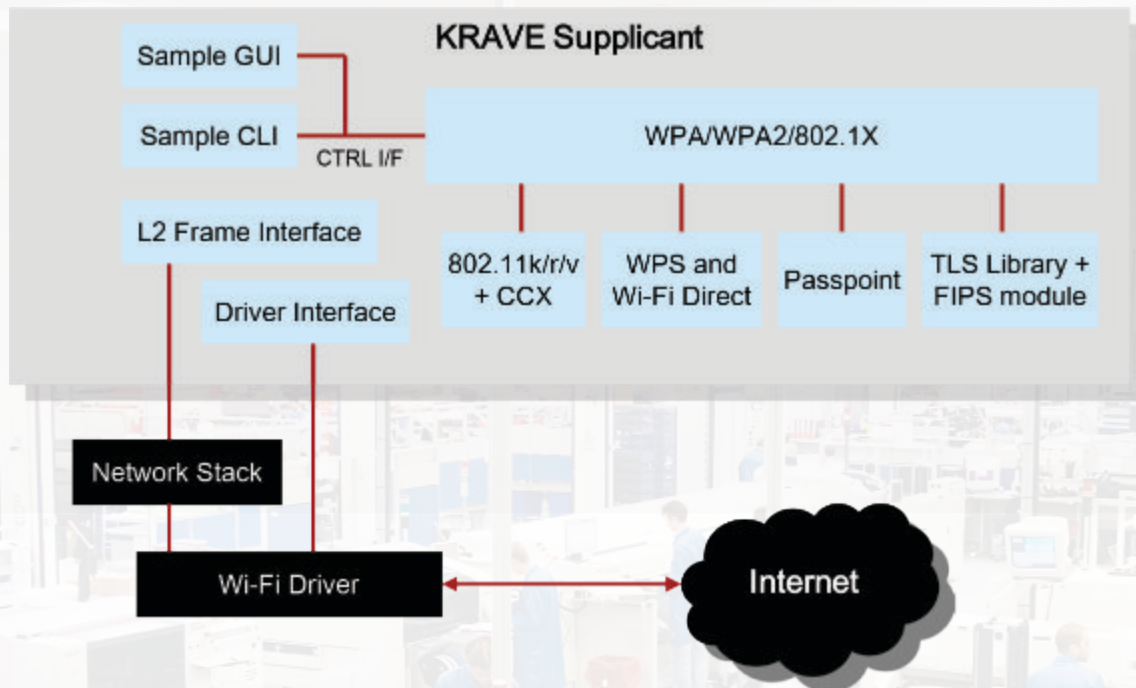 KRAVE Supplicant
Sample GUI
Sample CLI
CTRL I/F
WPA/WPA2/802.1X
L2 Frame Interface
Driver Interface
802.11k/r/v
+ CCX
WPS and
Wi-Fi Direct
Passpoint
TLS Library +
FIPS module
Network Stack
Wi-Fi Driver
Internet